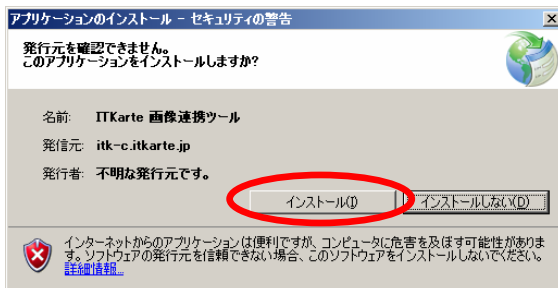 アプリケーションのインストール - セキュリティの警告
発行元を確認できません。
このアプリケーションをインストールしますか?
名前: ITKarte 画像連携ツール
発信元: itk-c.itkarte.jp
発行者: 不明な発行元です。
インストール(I) インストールしない(D)
インターネットからのアプリケーションは便利ですが、コンピュータに危害を及ぼす可能性がありま
す。ソフトウェアの発行元を信頼できない場合、このソフトウェアをインストールしないでください。
詳細情報...